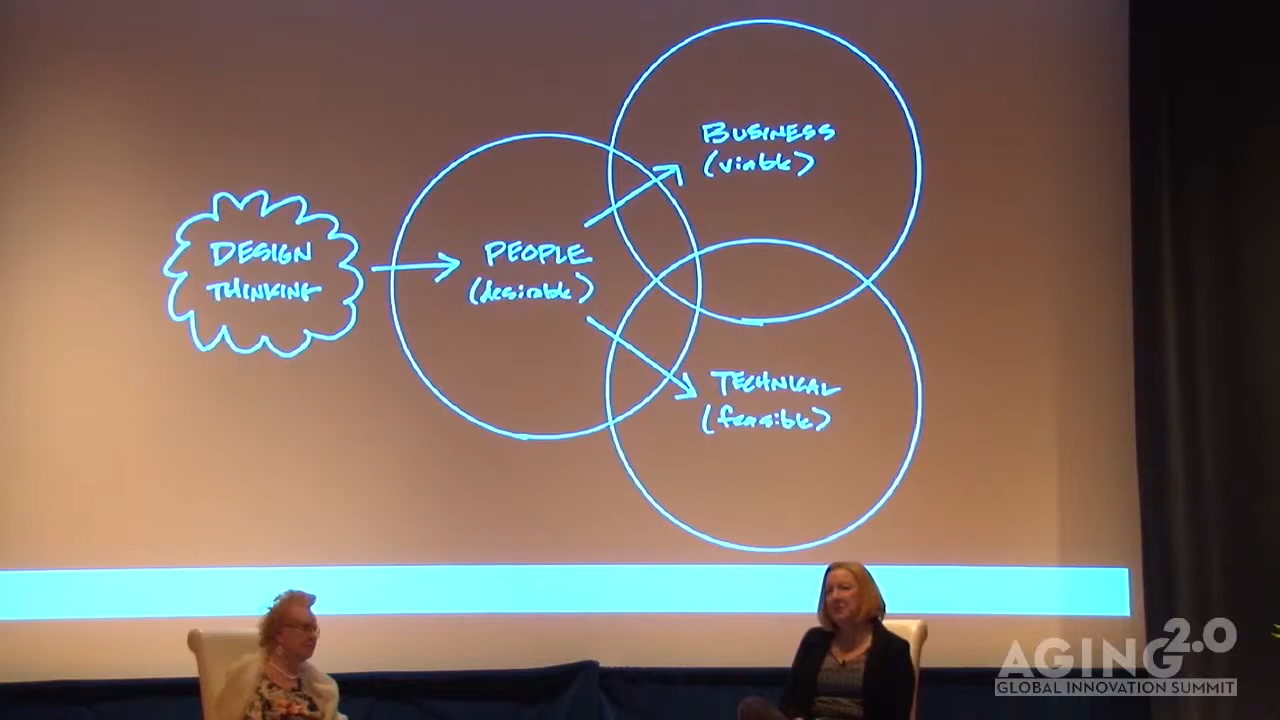 DESIGN
THINKING
PEOPLE
(desirable)
BUSINESS
(viable)
TECHNICAL
(feasible)
AGING2.0
GLOBAL INNOVATION SUMMIT